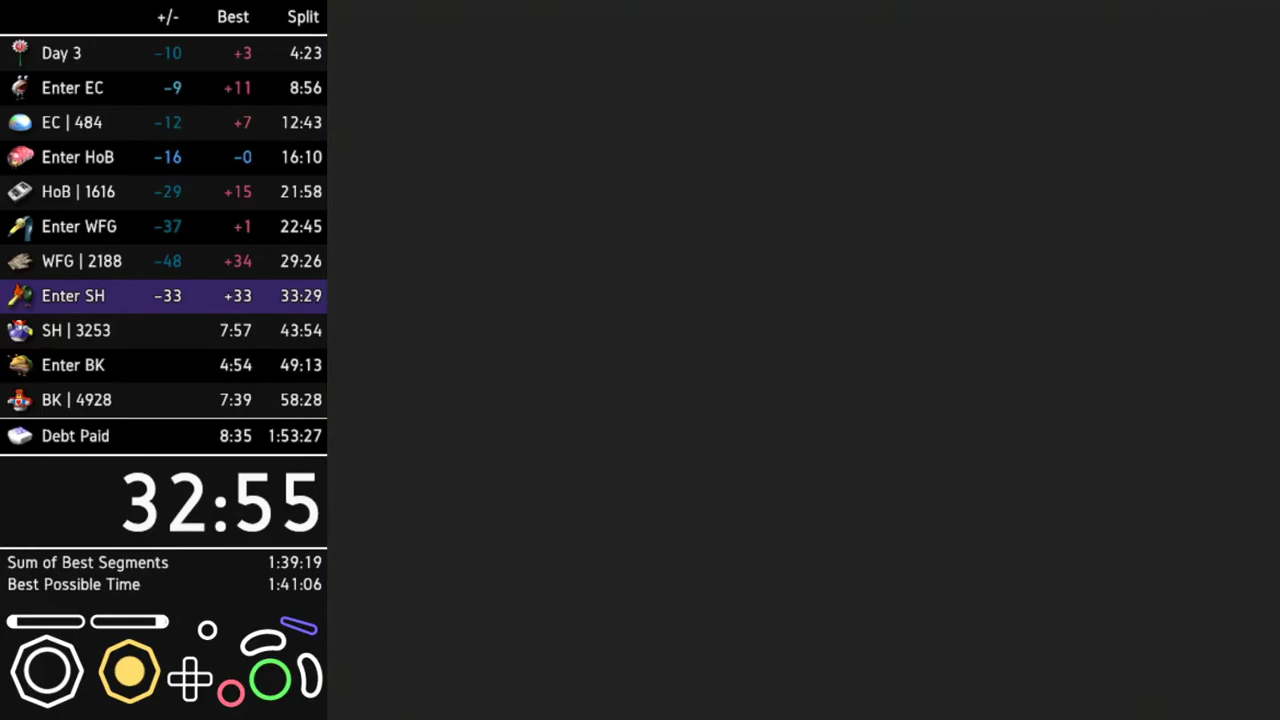 +/- Best Split
Day 3 -10 +3 4:23
Enter EC -9 +11 8:56
EC | 484 -12 +7 12:43
Enter HoB -16 -0 16:10
HoB | 1616 -29 +15 21:58
Enter WFG -37 +1 22:45
WFG | 2188 -48 +34 29:26
Enter SH -33 +33 33:29
SH | 3253 7:57 43:54
Enter BK 4:54 49:13
BK | 4928 7:39 58:28
Debt Paid 8:35 1:53:27
32:55
Sum of Best Segments 1:39:19
Best Possible Time 1:41:06